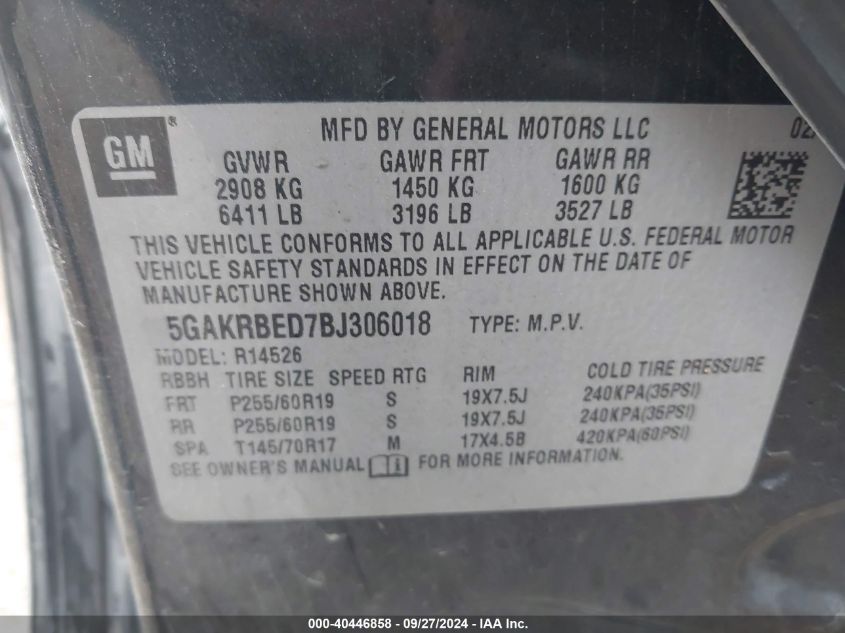 GM®
MFD BY GENERAL MOTORS LLC
GVWR GAWR FRT GAWR RR
2908 KG 1450 KG 1600 KG
6411 LB 3196 LB 3527 LB
THIS VEHICLE CONFORMS TO ALL APPLICABLE U.S. FEDERAL MOTOR
VEHICLE SAFETY STANDARDS IN EFFECT ON THE DATE OF
MANUFACTURE SHOWN ABOVE.
5GAKRBED7BJ306018 TYPE: M.P.V.
MODEL: R14526
RBBH TIRE SIZE SPEED RTG RIM COLD TIRE PRESSURE
FRT P255/60R19 S 19X7.5J 240KPA(35PSI)
RR P255/60R19 S 19X7.5J 240KPA(35PSI)
SPA T145/70R17 M 17X4.5B 420KPA(60PSI)
SEE OWNER'S MANUAL FOR MORE INFORMATION.
000-40446858 - 09/27/2024 - IAA Inc.